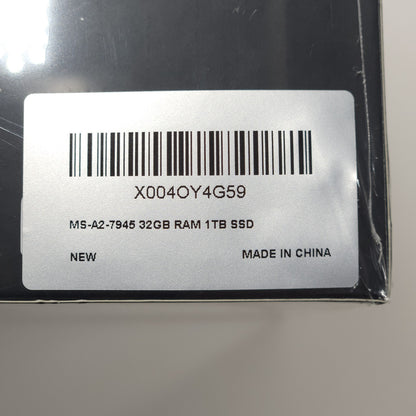 X004OY4G59
MS-A2-7945 32GB RAM 1TB SSD
NEW
MADE IN CHINA